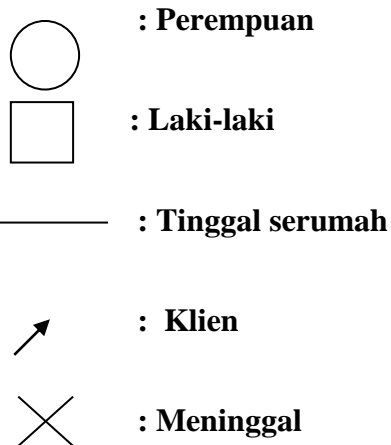 : Perempuan
: Laki-laki
: Tinggal serumah
: Klien
: Meninggal